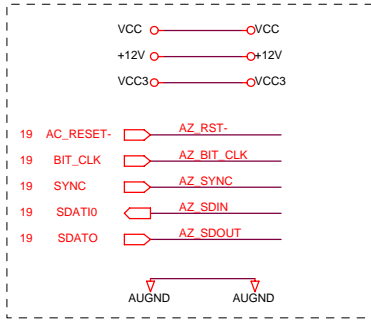 VCC VCC
+12V +12V
VCC3 VCC3
19 AC_RESET- AZ_RST-
19 BIT_CLK AZ_BIT_CLK
19 SYNC AZ_SYNC
19 SDATI0 AZ_SDIN
19 SDATO AZ_SDOUT
AUGND AUGND